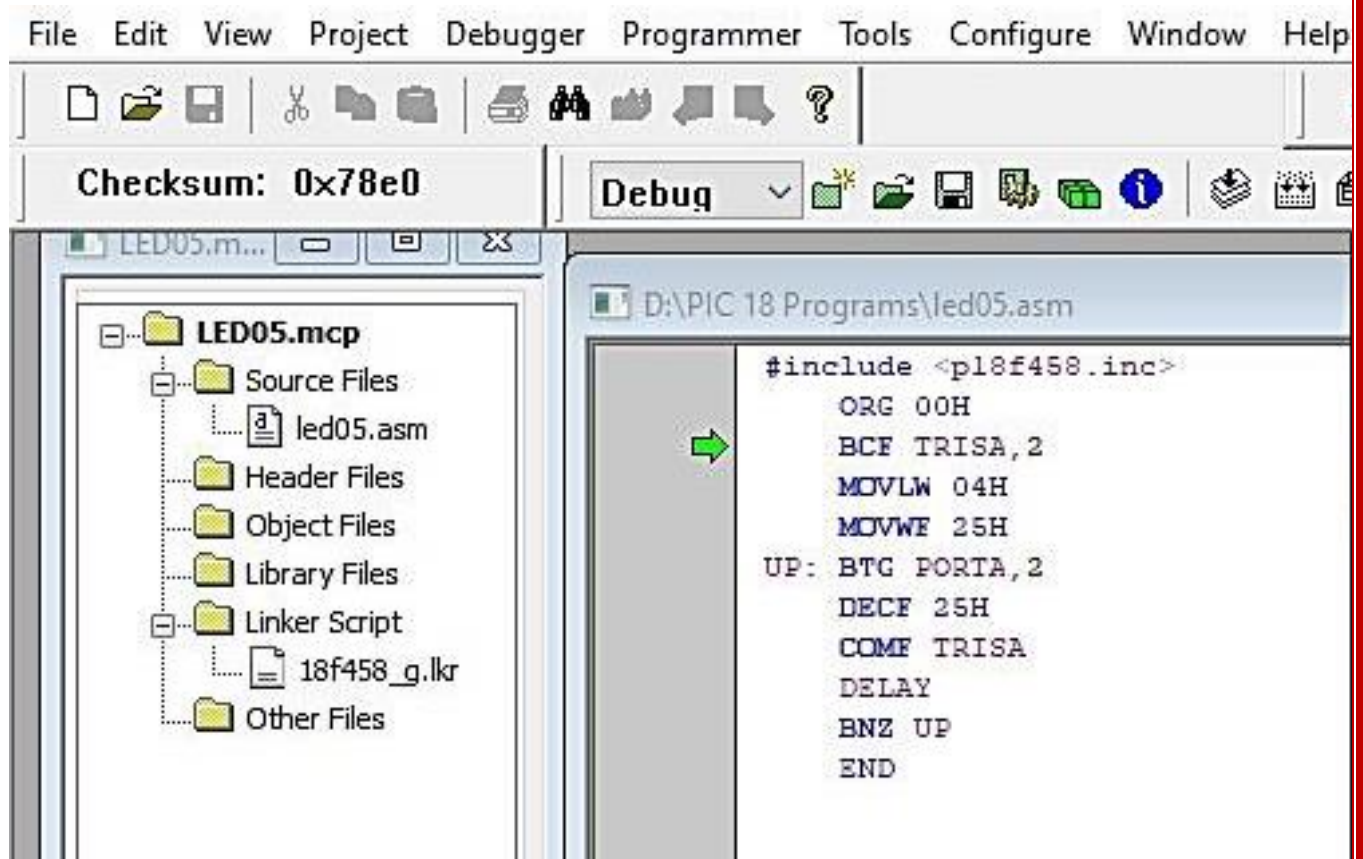 File Edit View Project Debugger Programmer Tools Configure Window Help
Checksum: 0x78e0
Debug
LED05.m...
LED05.mcp
Source Files
led05.asm
Header Files
Object Files
Library Files
Linker Script
18f458_g.lkr
Other Files
D:\PIC 18 Programs\led05.asm
#include <p18f458.inc>
ORG 00H
BCF TRISA,2
MOVLW 04H
MOVWF 25H
UP: BTG PORTA,2
DECF 25H
COMF TRISA
DELAY
BNZ UP
END